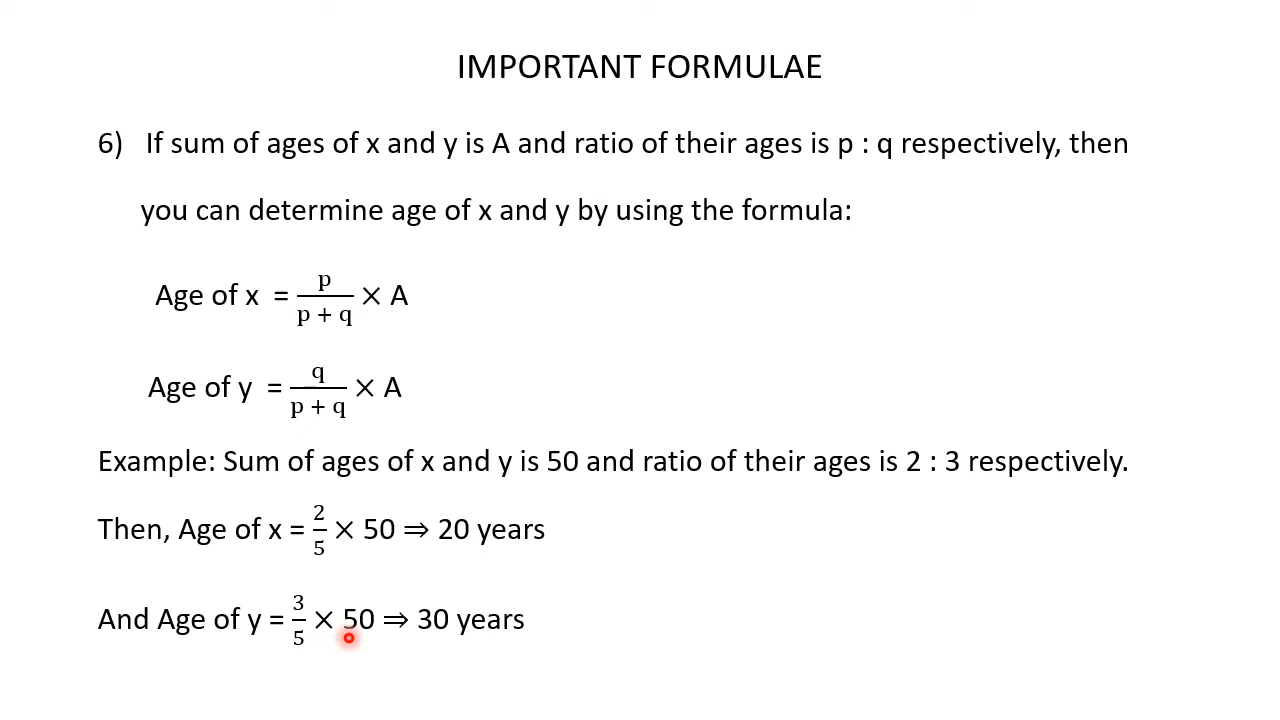 IMPORTANT FORMULAE
6) If sum of ages of x and y is A and ratio of their ages is p : q respectively, then
you can determine age of x and y by using the formula:
Age of x = p/(p + q) × A
Age of y = q/(p + q) × A
Example: Sum of ages of x and y is 50 and ratio of their ages is 2 : 3 respectively.
Then, Age of x = 2/5 × 50 ⇒ 20 years
And Age of y = 3/5 × 50 ⇒ 30 years